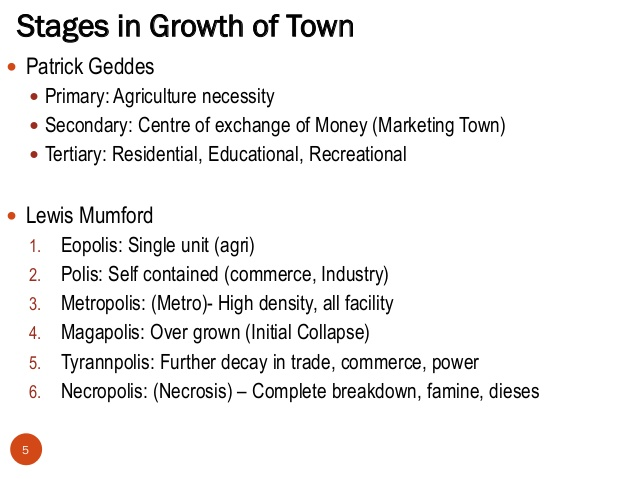 Stages in Growth of Town
Patrick Geddes
Primary: Agriculture necessity
Secondary: Centre of exchange of Money (Marketing Town)
Tertiary: Residential, Educational, Recreational
Lewis Mumford
1. Eopolis: Single unit (agri)
2. Polis: Self contained (commerce, Industry)
3. Metropolis: (Metro)- High density, all facility
4. Magapolis: Over grown (Initial Collapse)
5. Tyrannpolis: Further decay in trade, commerce, power
6. Necropolis: (Necrosis) – Complete breakdown, famine, dieses
5